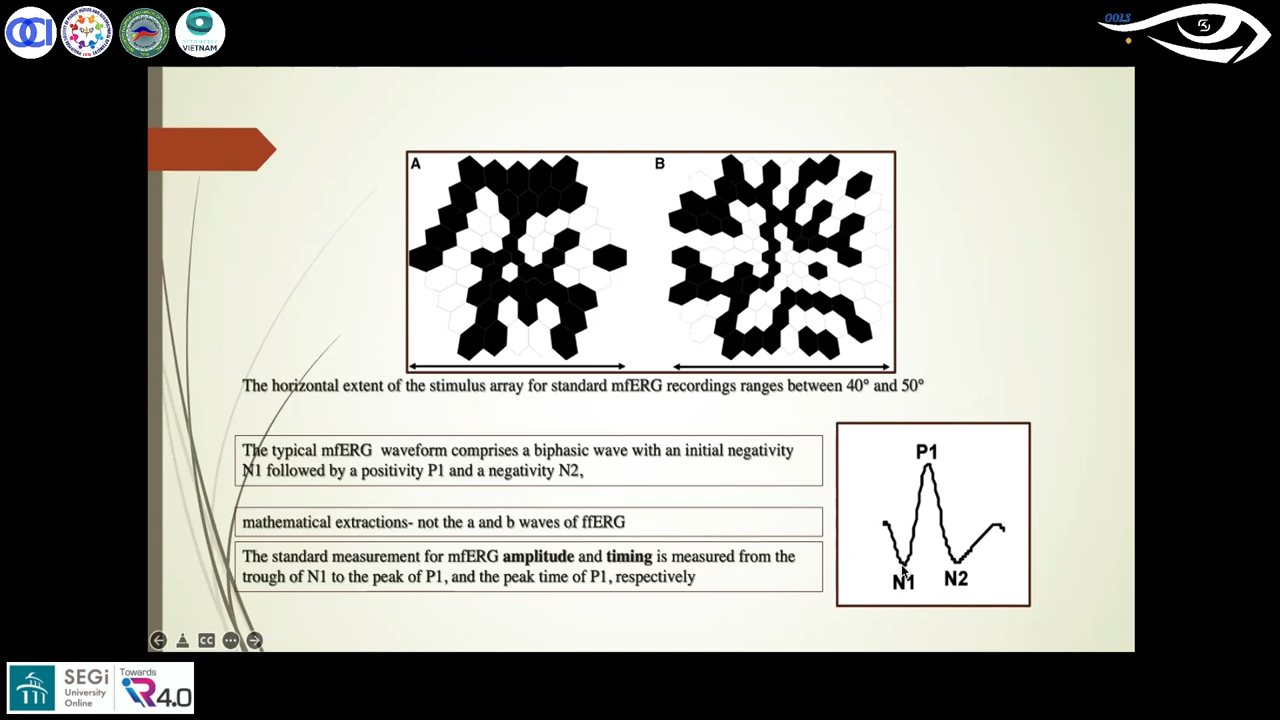 OCI
VIETNAM
OOLS
A
B
The horizontal extent of the stimulus array for standard mfERG recordings ranges between 40° and 50°
The typical mfERG waveform comprises a biphasic wave with an initial negativity
N1 followed by a positivity P1 and a negativity N2,
mathematical extractions- not the a and b waves of ffERG
The standard measurement for mfERG amplitude and timing is measured from the
trough of N1 to the peak of P1, and the peak time of P1, respectively
P1
N1
N2
CC
SEGi
University
Online
Towards
iR4.0